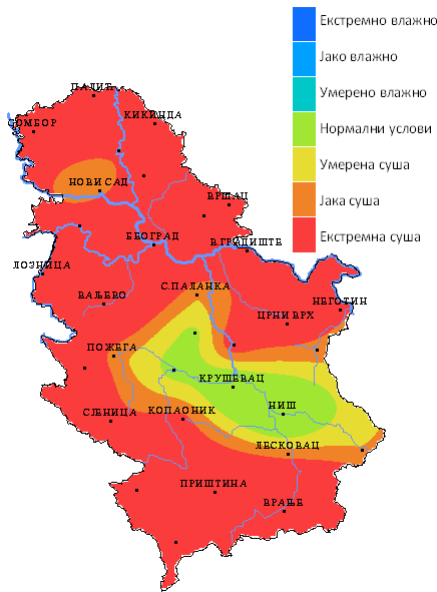 Екстремно влажно
Јако влажно
Умерено влажно
Нормални услови
Умерена суша
Јака суша
Екстремна суша
ПАЛИЋ
СОМБОР
КИКИНДА
НОВИ САД
ВРШАЦ
БЕОГРАД
В.ГРАДИШТЕ
ЛОЗНИЦА
С.ПАЛАНКА
ВАЉЕВО
НЕГОТИН
ЦРНИ ВРХ
ПОЖЕГА
КРУШЕВАЦ
СЈЕНИЦА
КОПАОНИК
НИШ
ЛЕСКОВАЦ
ПРИШТИНА
ВРАЊЕ